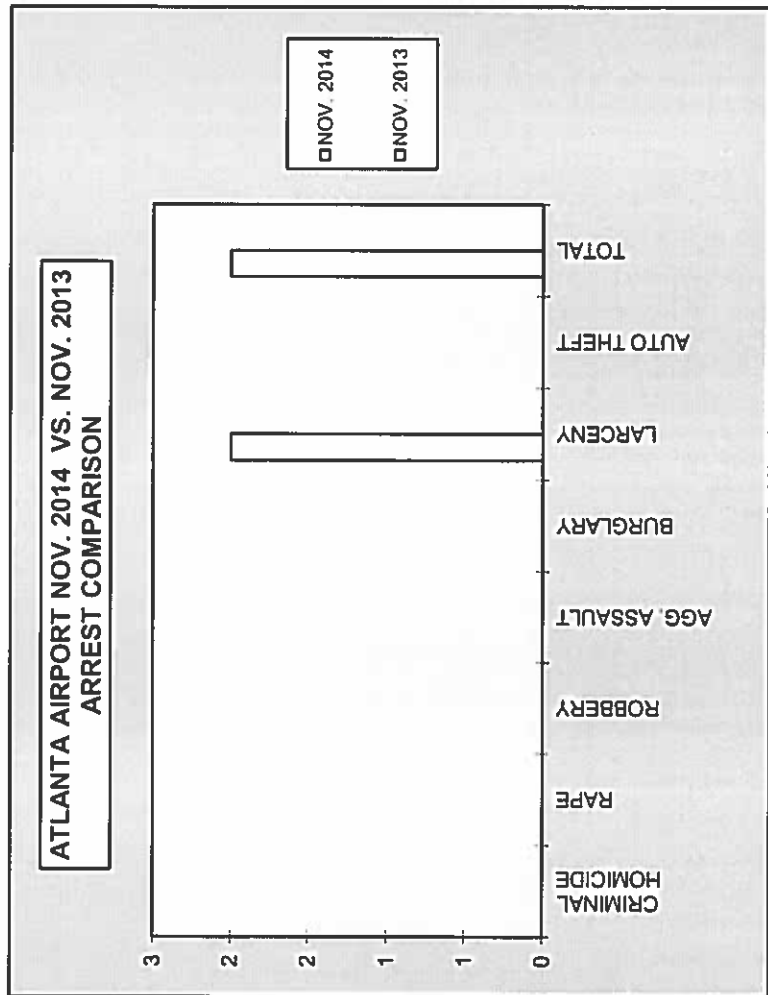 ATLANTA AIRPORT NOV. 2014 VS. NOV. 2013
ARREST COMPARISON
3
2
2
1
1
0
CRIMINAL
HOMICIDE
RAPE
ROBBERY
AGG. ASSAULT
BURGLARY
LARCENY
AUTO THEFT
TOTAL
NOV. 2014
NOV. 2013